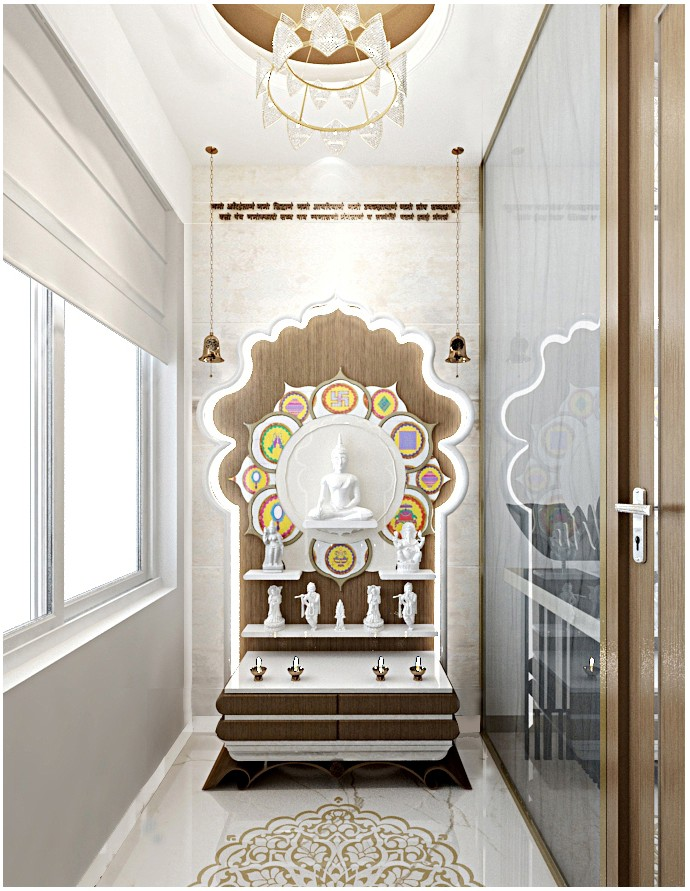 णमो अरिहंताणं णमो सिद्धाणं णमो आयरियाणं णमो उवज्झायाणं णमो लोए सव्वसाहूणं
एसो पंच णमोक्कारो सव्व पाव प्पणासणो मंगलाणं च सव्वेसिं पढमं हवई मंगलं